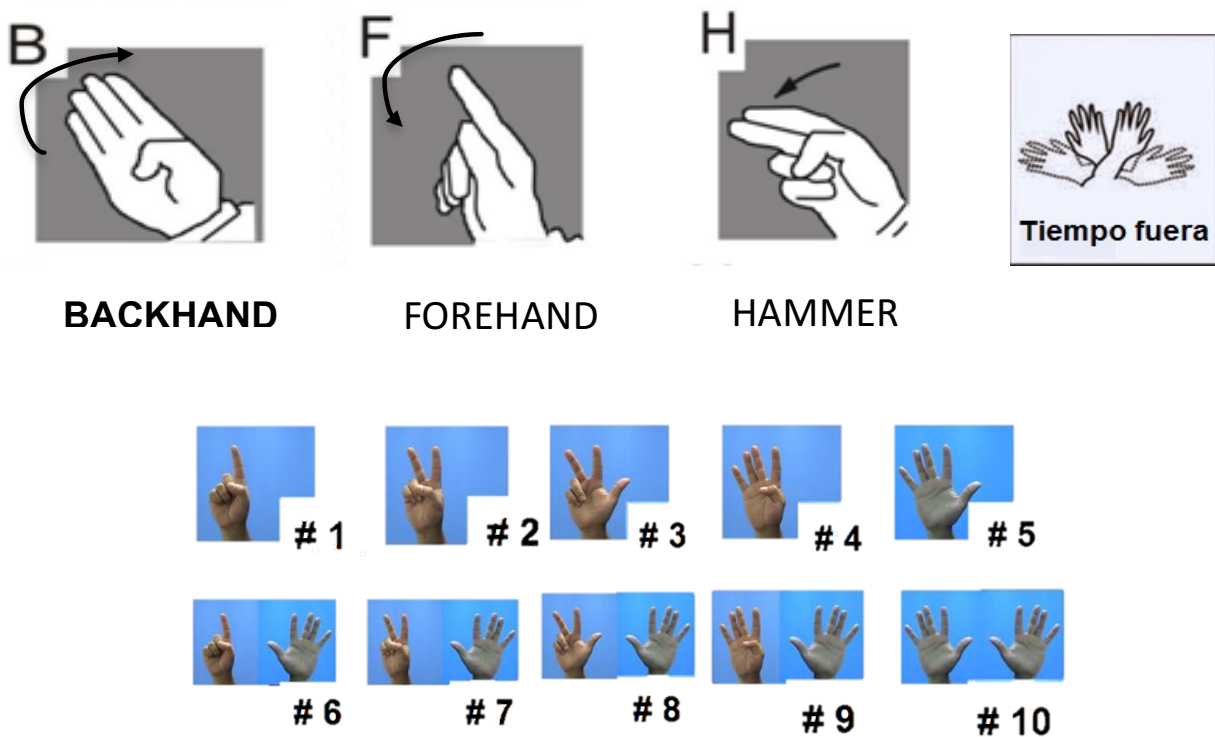 B
F
H
Tiempo fuera
BACKHAND
FOREHAND
HAMMER
# 1
# 2
# 3
# 4
# 5
# 6
# 7
# 8
# 9
# 10